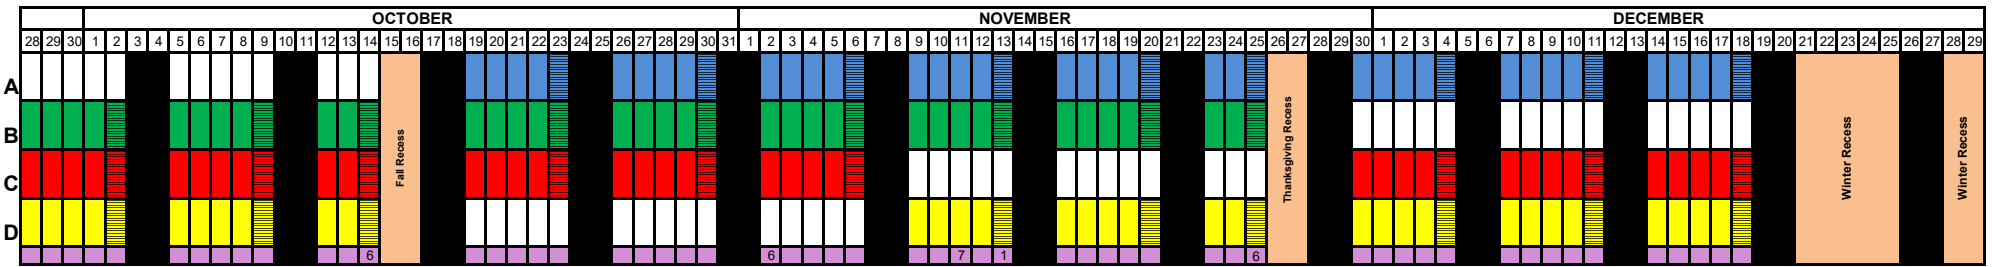 OCTOBER NOVEMBER DECEMBER
28 29 30 1 2 3 4 5 6 7 8 9 10 11 12 13 14 15 16 17 18 19 20 21 22 23 24 25 26 27 28 29 30 31 1 2 3 4 5 6 7 8 9 10 11 12 13 14 15 16 17 18 19 20 21 22 23 24 25 26 27 28 29 30 1 2 3 4 5 6 7 8 9 10 11 12 13 14 15 16 17 18 19 20 21 22 23 24 25 26 27 28 29
A
B
C
D
Fall Recess
Thanksgiving Recess
Winter Recess
Winter Recess
6 6 7 1 6